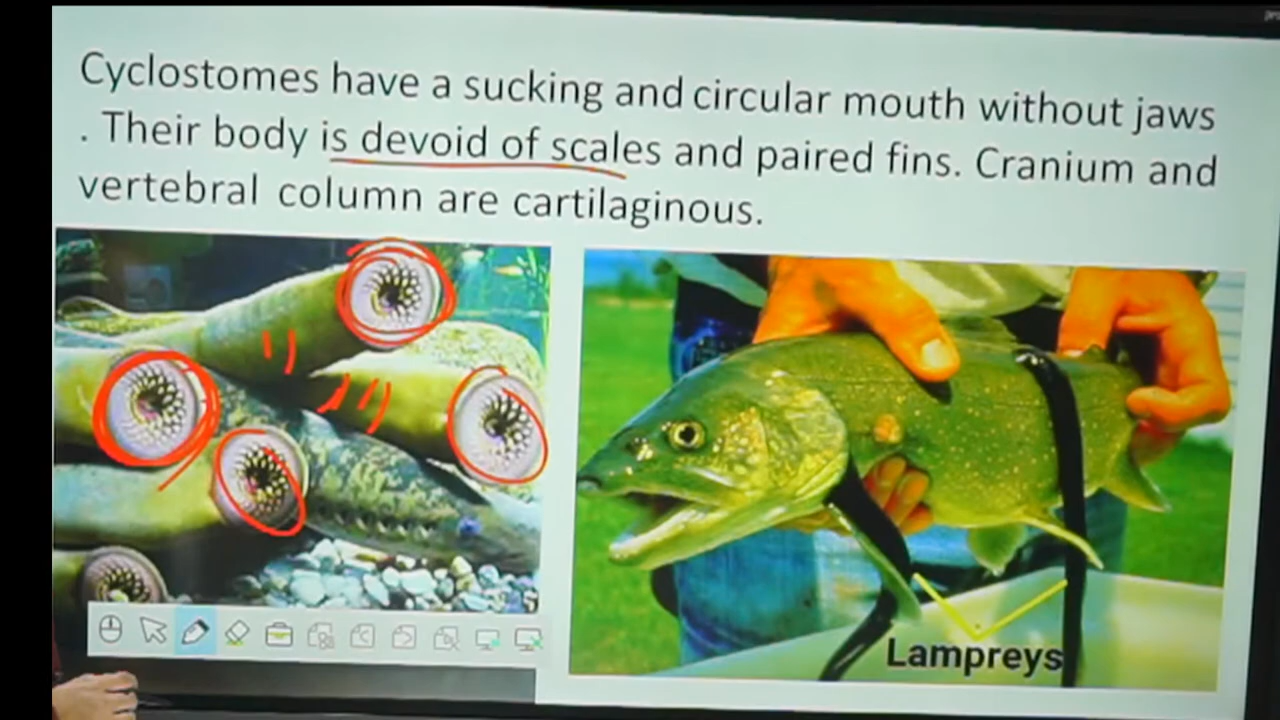 Cyclostomes have a sucking and circular mouth without jaws
. Their body is devoid of scales and paired fins. Cranium and
vertebral column are cartilaginous.
Lampreys